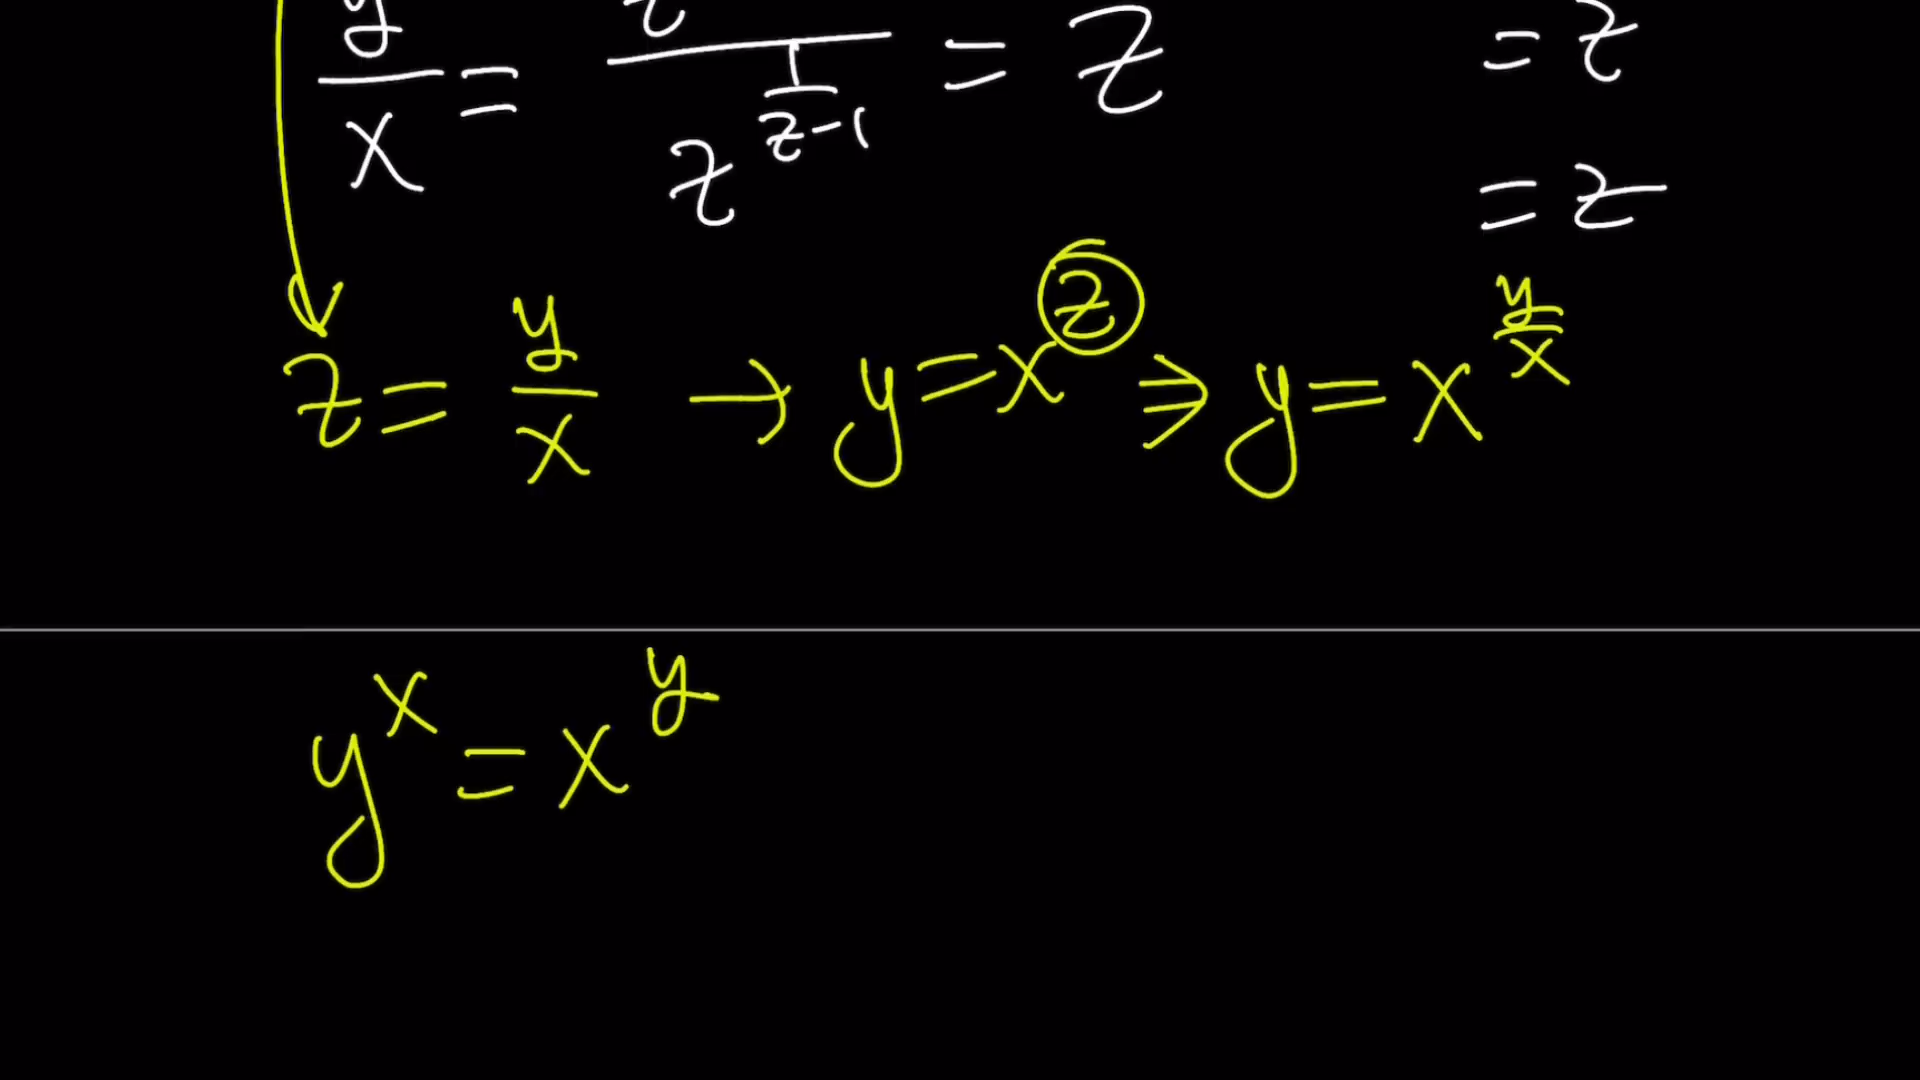 y/x = z/z^(1/(z-1)) = z
= z
= z
z = y/x → y = x^z ⇒ y = x^(y/x)
y^x = x^y